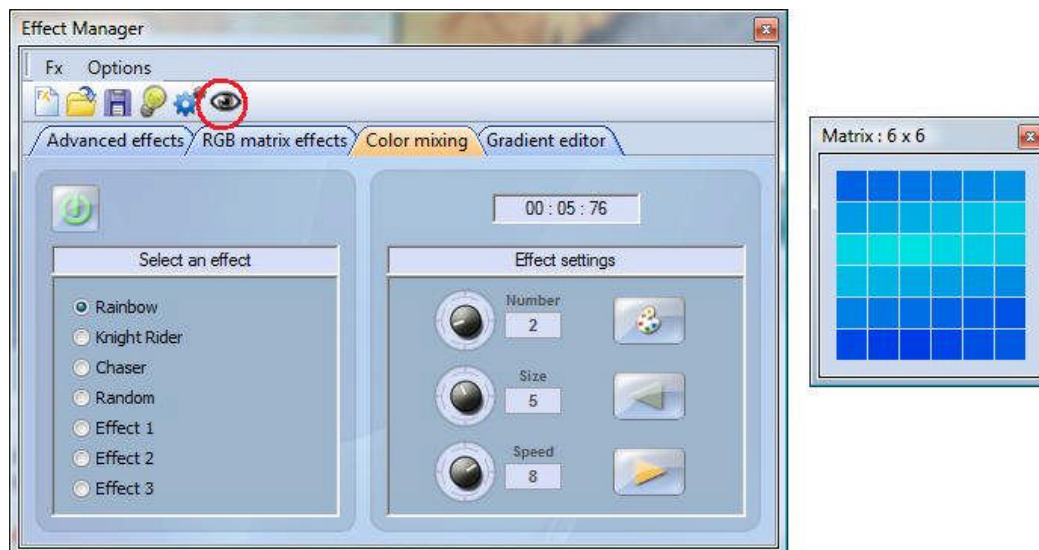 Effect Manager
Fx Options
Advanced effects RGB matrix effects Color mixing Gradient editor
00 : 05 : 76
Select an effect
Rainbow
Knight Rider
Chaser
Random
Effect 1
Effect 2
Effect 3
Effect settings
Number
2
Size
5
Speed
8
Matrix : 6 x 6